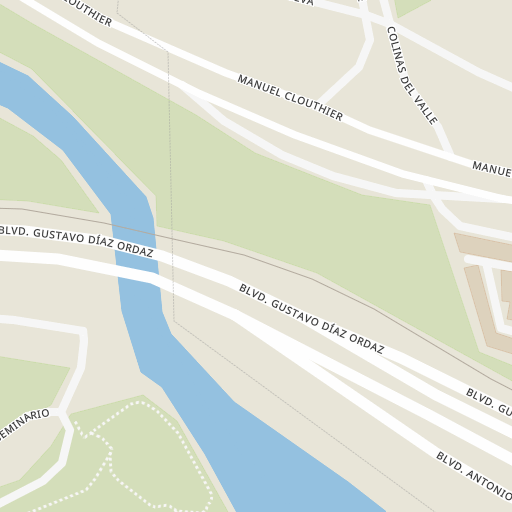 CLOUTHIER
MANUEL CLOUTHIER
COLINAS DEL VALLE
MANUE
BLVD. GUSTAVO DÍAZ ORDAZ
BLVD. GUSTAVO DÍAZ ORDAZ
BLVD. GU
EMINARIO
BLVD. ANTONIO